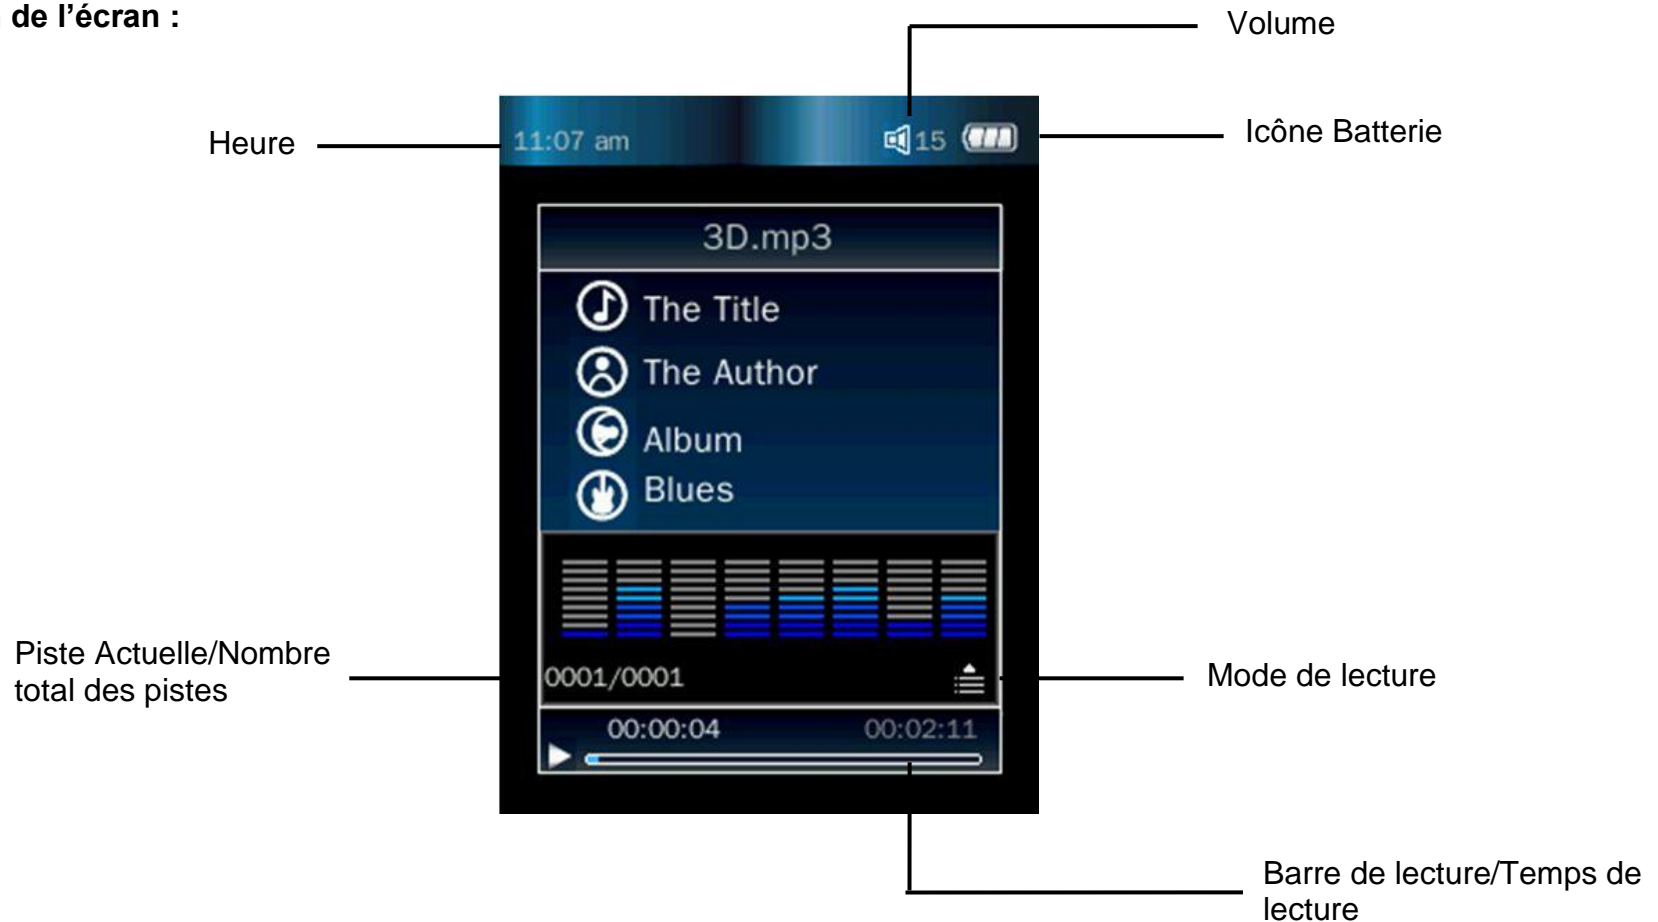 de l’écran :
Volume
Heure
Icône Batterie
11:07 am
15
3D.mp3
The Title
The Author
Album
Blues
Piste Actuelle/Nombre
total des pistes
0001/0001
Mode de lecture
00:00:04 00:02:11
Barre de lecture/Temps de
lecture